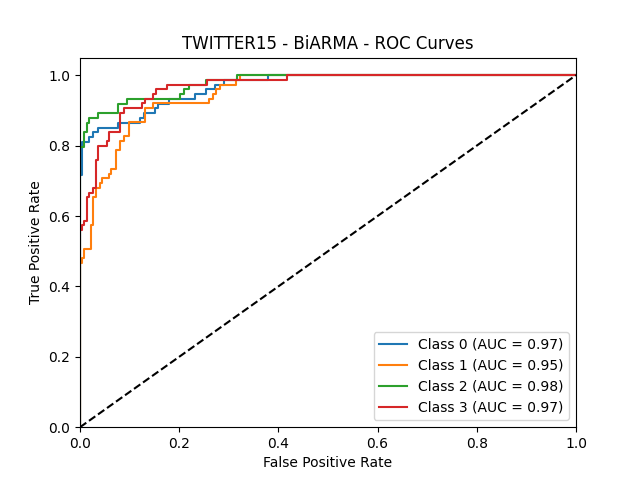 TWITTER15 - BiARMA - ROC Curves
True Positive Rate
1.0
0.8
0.6
0.4
0.2
0.0
Class 0 (AUC = 0.97)
Class 1 (AUC = 0.95)
Class 2 (AUC = 0.98)
Class 3 (AUC = 0.97)
0.0 0.2 0.4 0.6 0.8 1.0
False Positive Rate